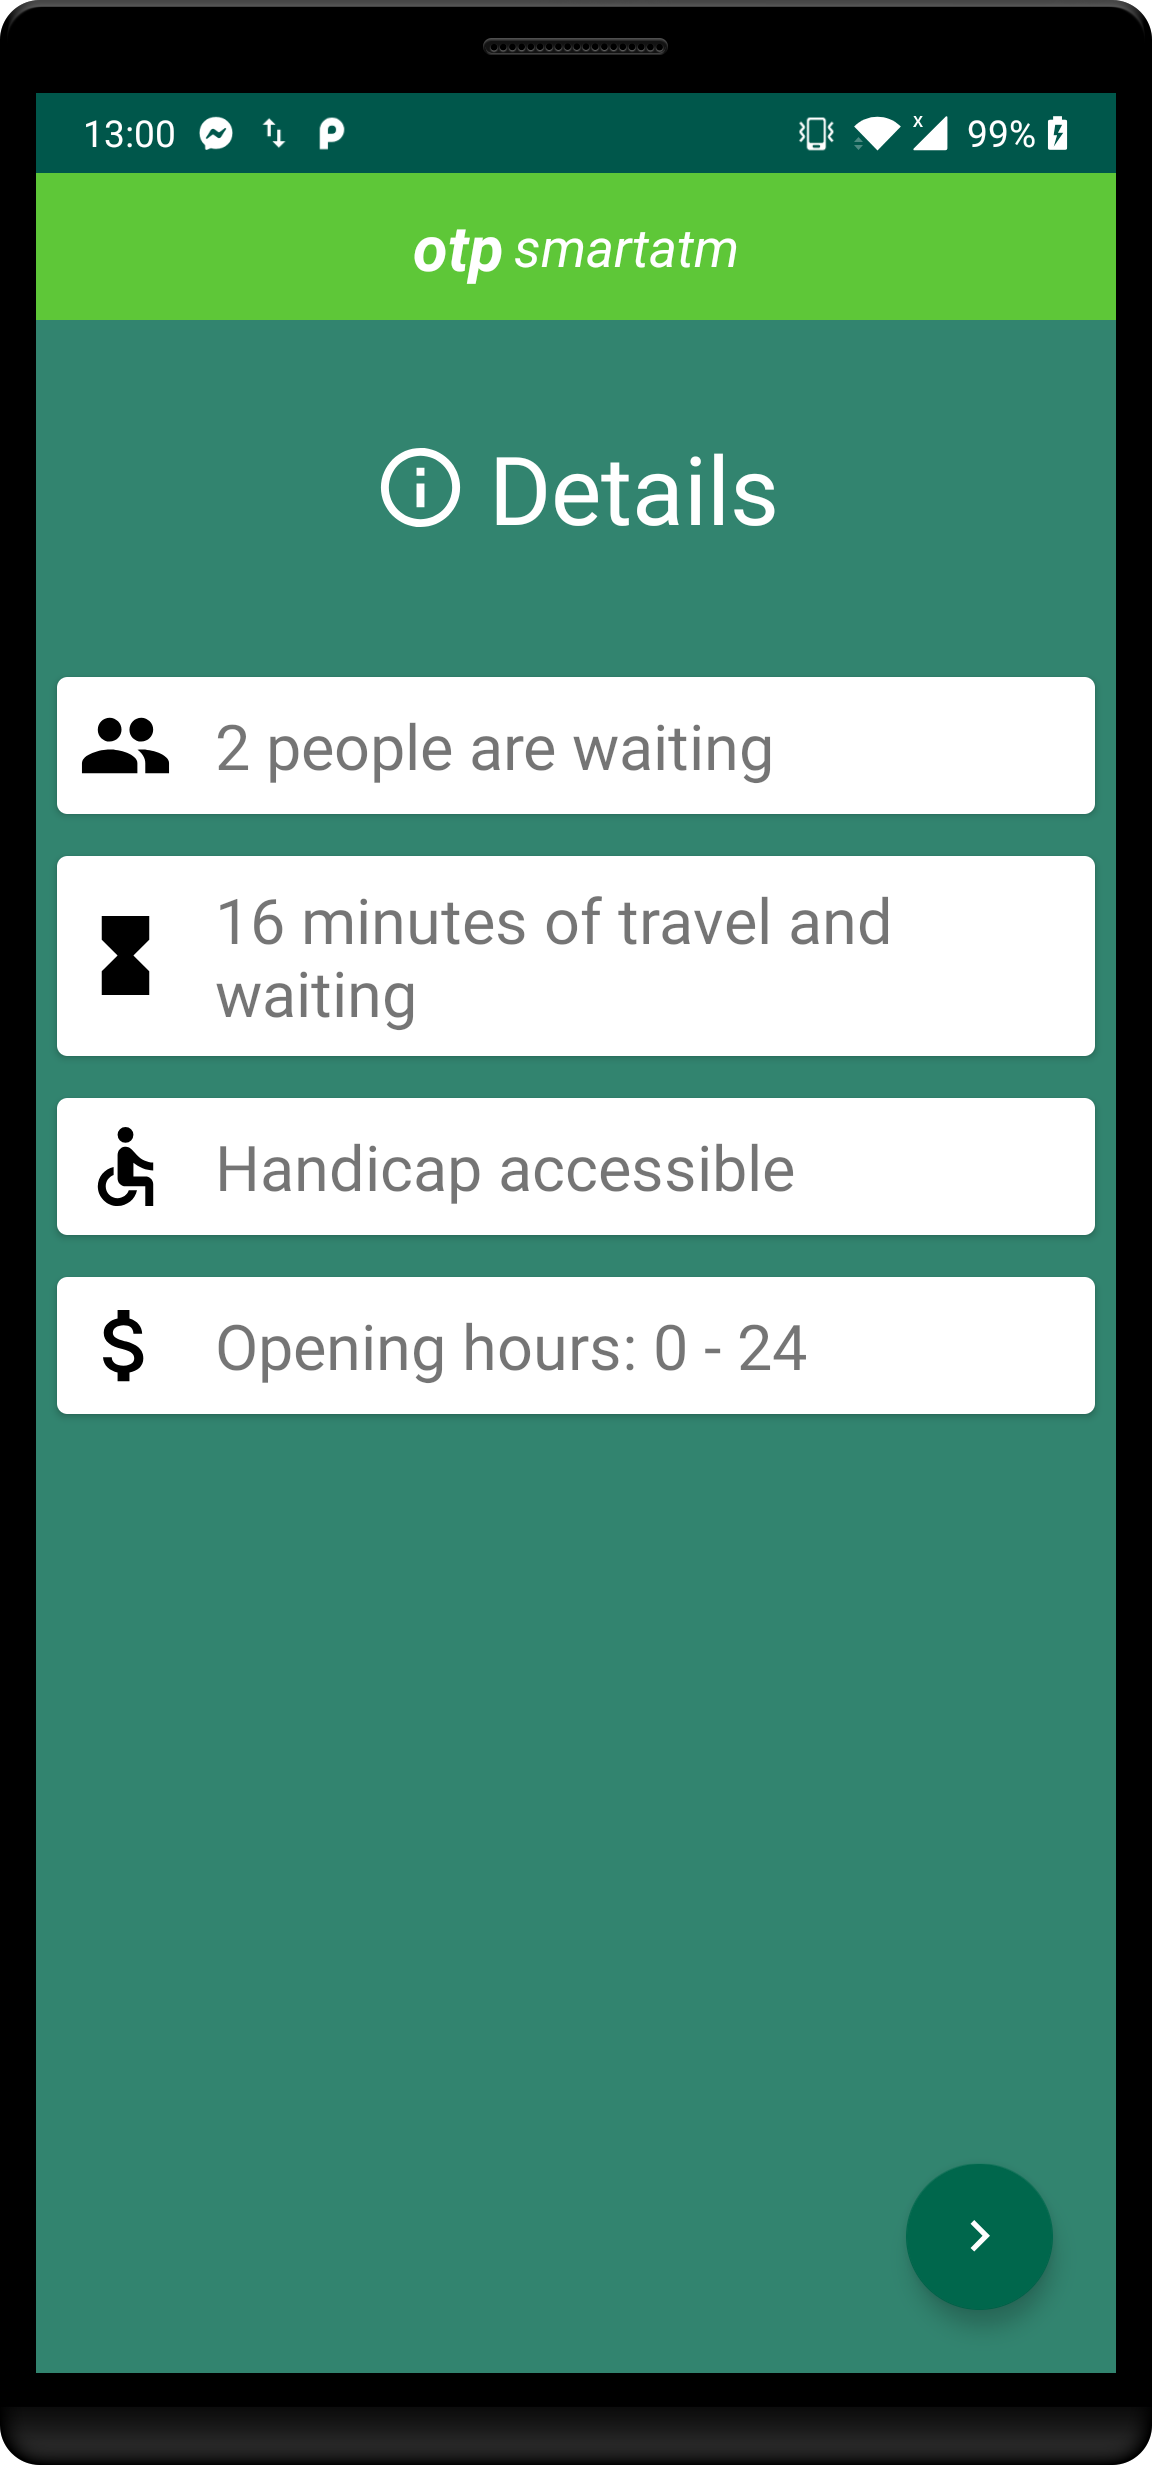 13:00 99%
otp smartatm
Details
2 people are waiting
16 minutes of travel and
waiting
Handicap accessible
Opening hours: 0 - 24